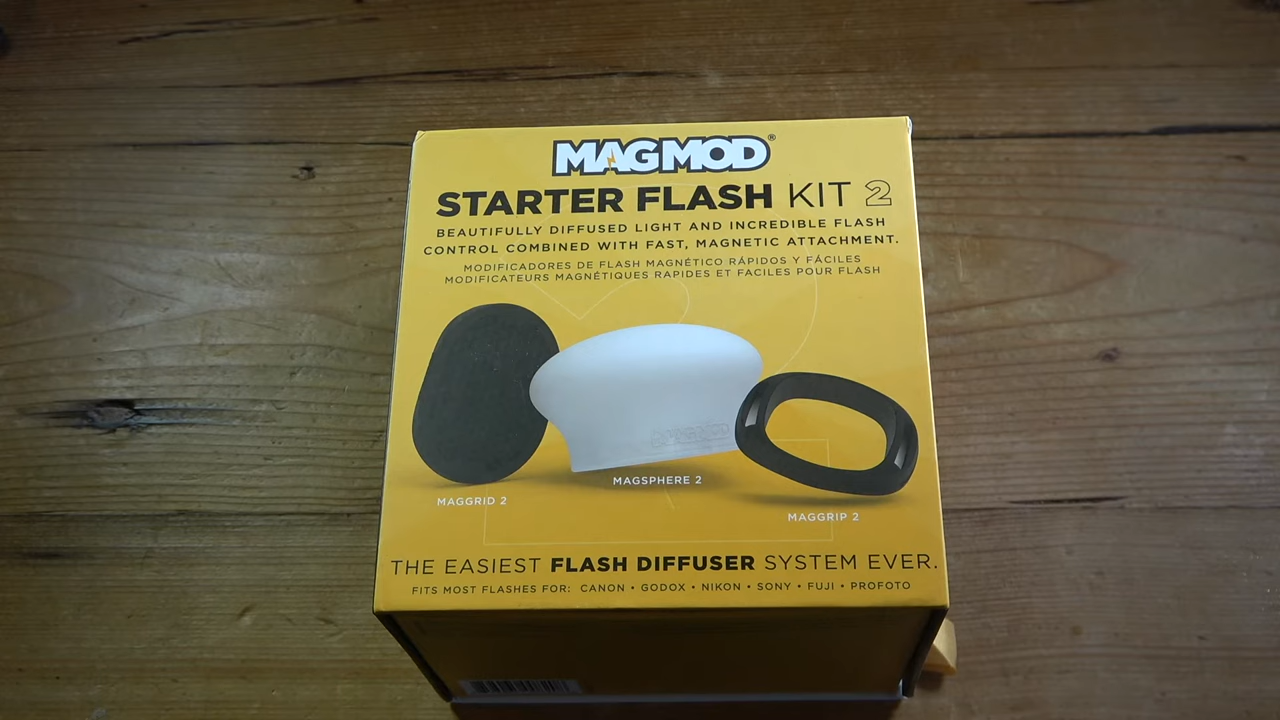 MAGMOD®
STARTER FLASH KIT 2
BEAUTIFULLY DIFFUSED LIGHT AND INCREDIBLE FLASH
CONTROL COMBINED WITH FAST, MAGNETIC ATTACHMENT.
MODIFICADORES DE FLASH MAGNÉTICO RÁPIDOS Y FÁCILES
MODIFICATEURS MAGNÉTIQUES RAPIDES ET FACILES POUR FLASH
MAGMOD
MAGGRID 2
MAGSPHERE 2
MAGGRIP 2
THE EASIEST FLASH DIFFUSER SYSTEM EVER.
FITS MOST FLASHES FOR: CANON • GODOX • NIKON • SONY • FUJI • PROFOTO